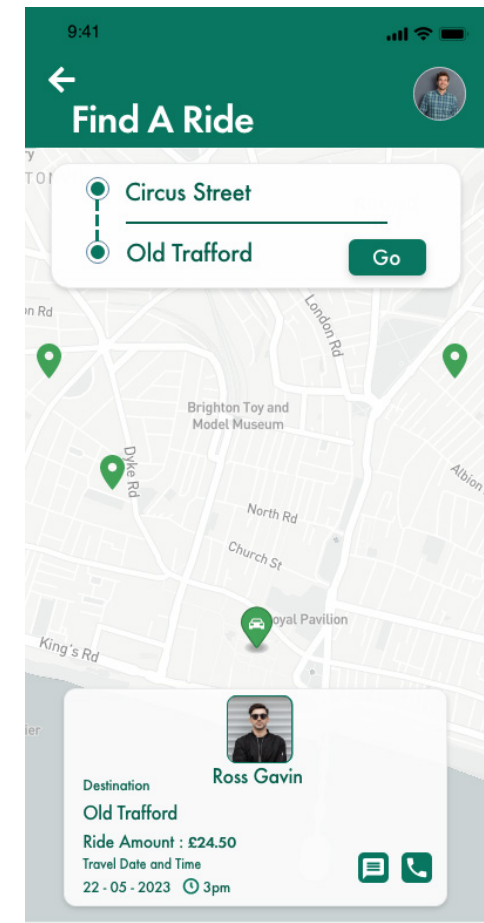 9:41
Find A Ride
Circus Street
Old Trafford
Go
London Rd
on Rd
Brighton Toy and
Model Museum
Dyke Rd
Albion
North Rd
Church St
oyal Pavilion
King's Rd
Ross Gavin
Destination
Old Trafford
Ride Amount : £24.50
Travel Date and Time
22 - 05 - 2023 3pm